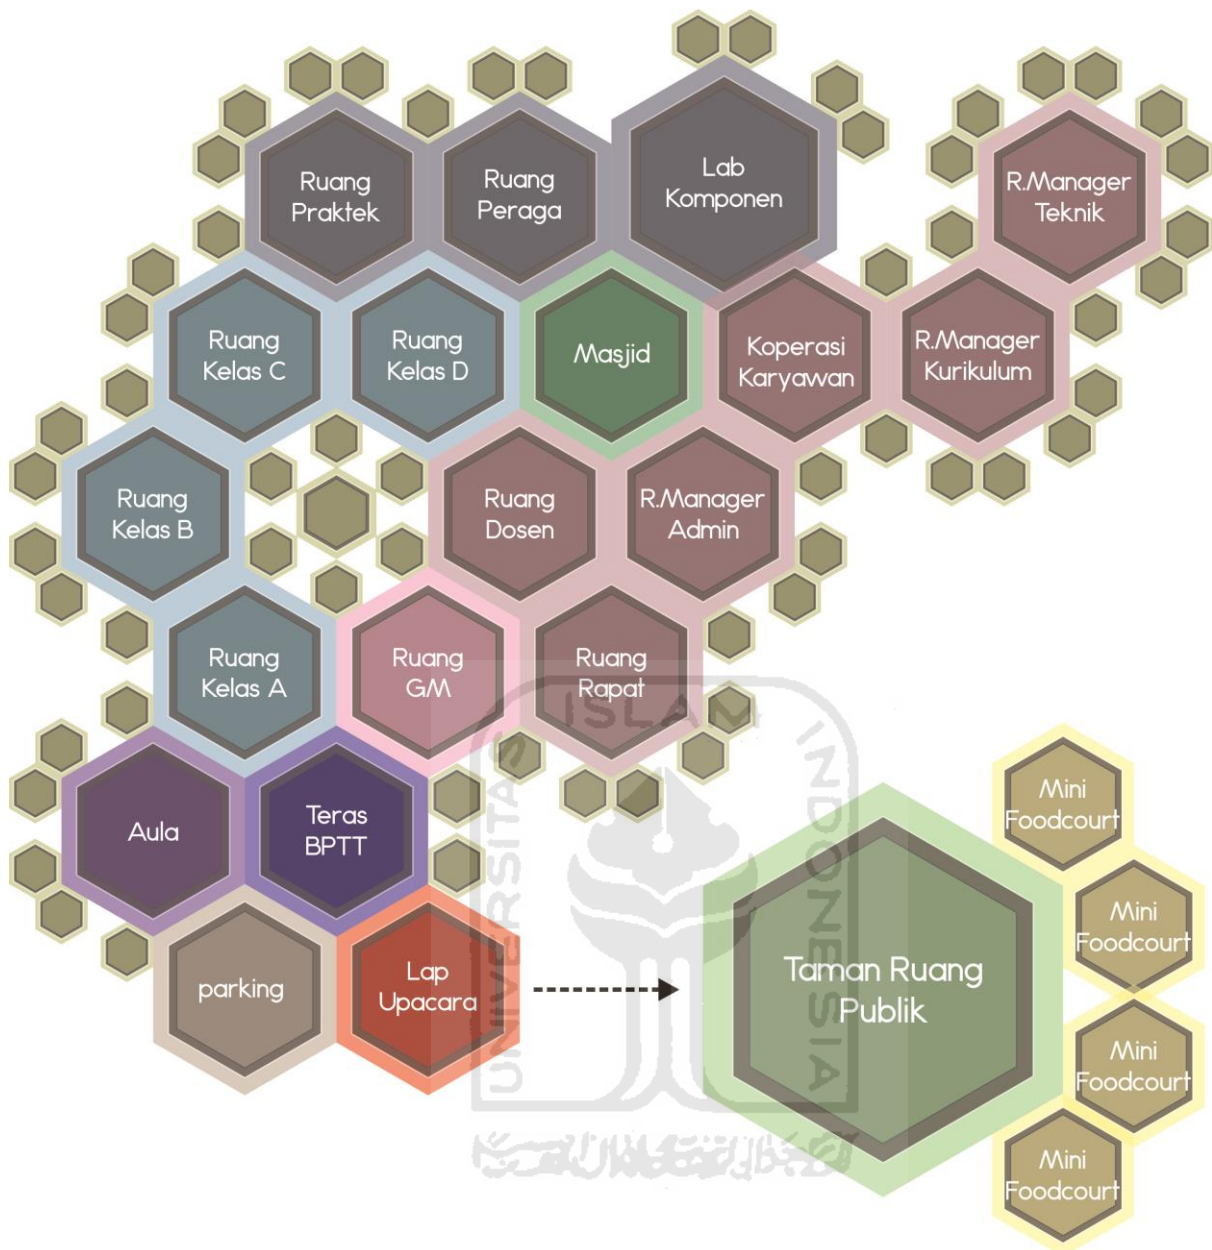 Ruang
Praktek
Ruang
Peraga
Lab
Komponen
R.Manager
Teknik
Ruang
Kelas C
Ruang
Kelas D
Masjid
Koperasi
Karyawan
R.Manager
Kurikulum
Ruang
Kelas B
Ruang
Dosen
R.Manager
Admin
Ruang
Kelas A
Ruang
GM
Ruang
Rapat
Aula
Teras
BPTT
parking
Lap
Upacara
Taman Ruang
Publik
Mini
Foodcourt
Mini
Foodcourt
Mini
Foodcourt
Mini
Foodcourt
UNIVERSITAS
ISLAM
INDONESIA